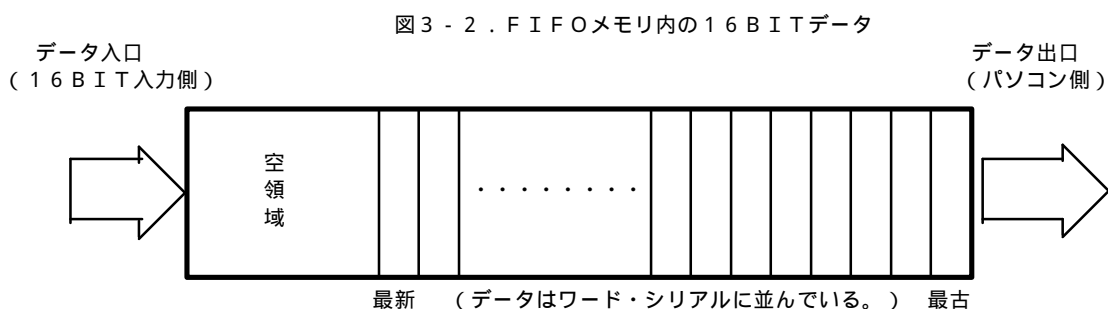 図３‐２．ＦＩＦＯメモリ内の１６ＢＩＴデータ
データ入口
（１６ＢＩＴ入力側）
データ出口
（パソコン側）
空
領
域
・・・・・・・・
最新 （データはワード・シリアルに並んでいる。） 最古